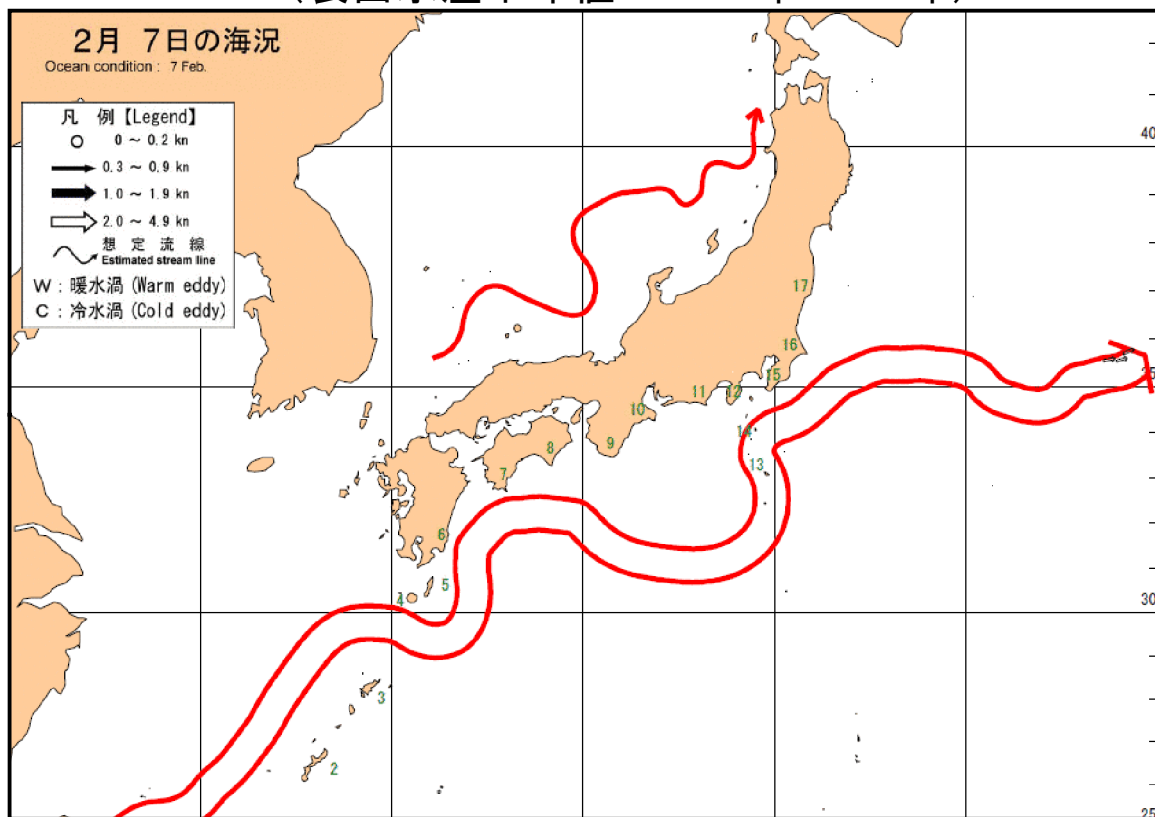 2月 7日の海況
Ocean condition : 7 Feb.
凡 例【Legend】
0 ～ 0.2 kn
0.3 ～ 0.9 kn
1.0 ～ 1.9 kn
2.0 ～ 4.9 kn
想 定 流 線
Estimated stream line
W : 暖水渦 (Warm eddy)
C : 冷水渦 (Cold eddy)
40
17
16
15
12
11
10
14
9
8
13
7
6
5
4
30
3
2
25